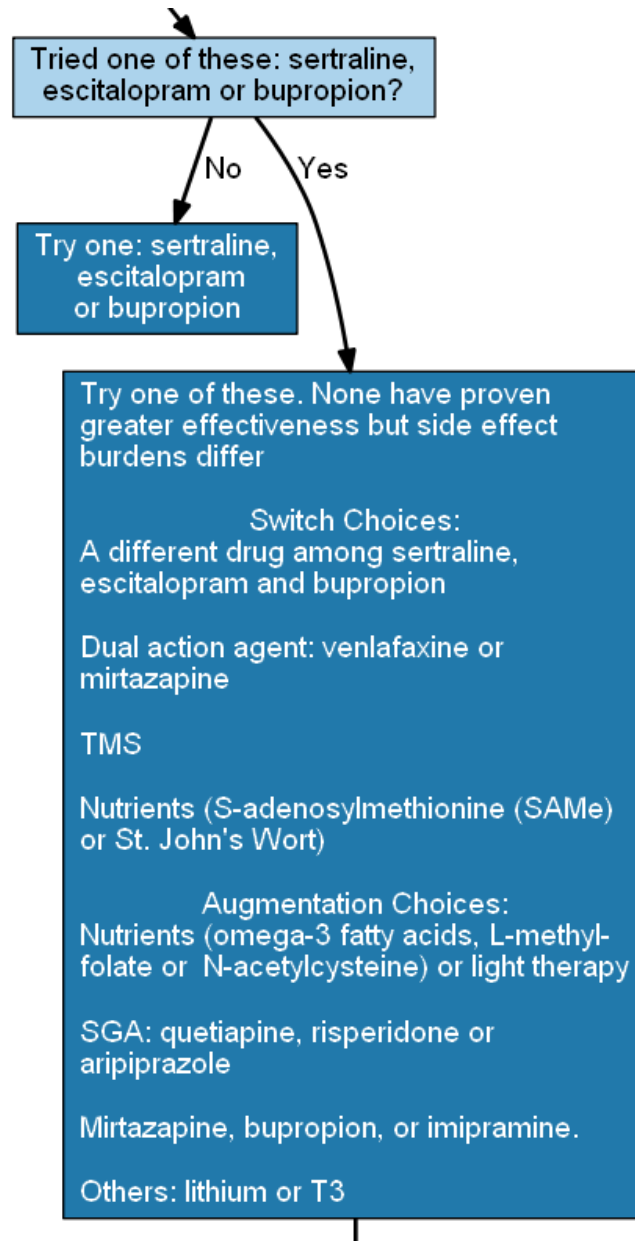 Tried one of these: sertraline,
escitalopram or bupropion?
No
Yes
Try one: sertraline,
escitalopram
or bupropion
Try one of these. None have proven
greater effectiveness but side effect
burdens differ
Switch Choices:
A different drug among sertraline,
escitalopram and bupropion
Dual action agent: venlafaxine or
mirtazapine
TMS
Nutrients (S-adenosylmethionine (SAMe)
or St. John's Wort)
Augmentation Choices:
Nutrients (omega-3 fatty acids, L-methyl-
folate or  N-acetylcysteine) or light therapy
SGA: quetiapine, risperidone or
aripiprazole
Mirtazapine, bupropion, or imipramine.
Others: lithium or T3